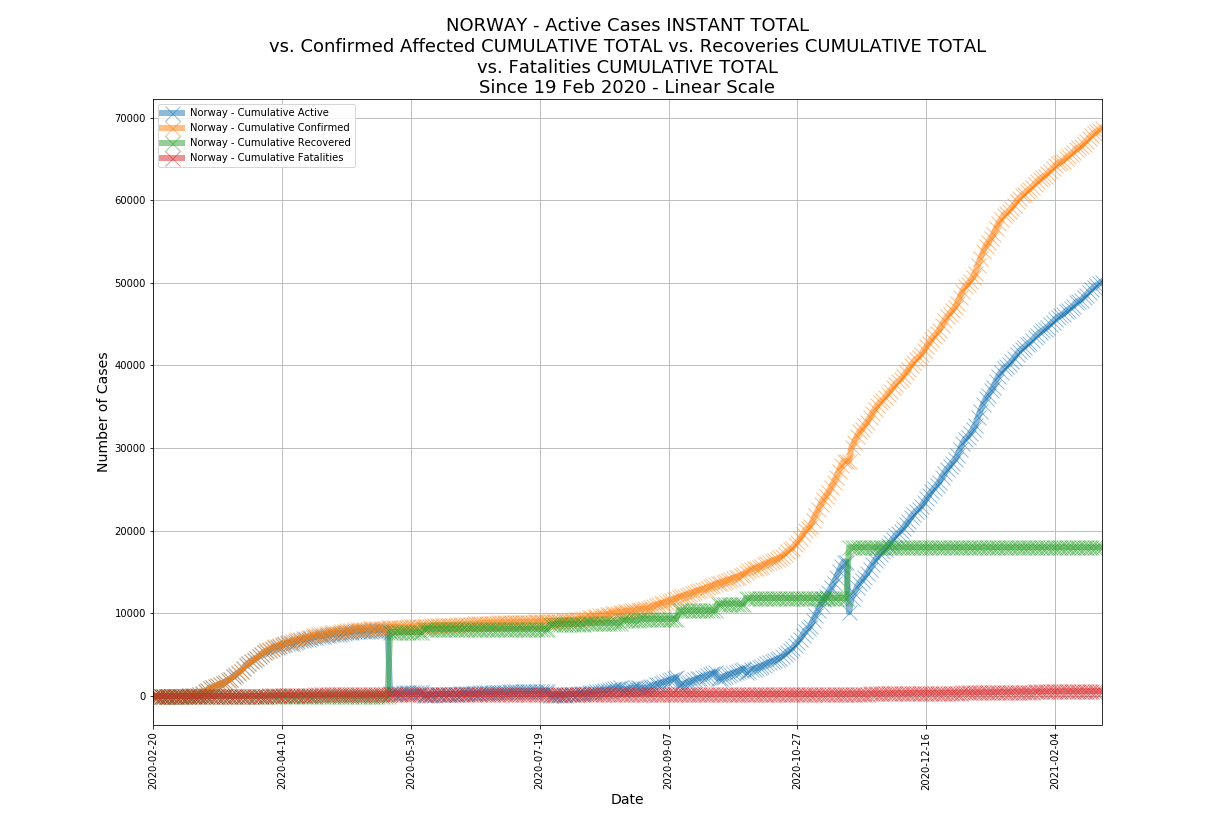 NORWAY - Active Cases INSTANT TOTAL
vs. Confirmed Affected CUMULATIVE TOTAL vs. Recoveries CUMULATIVE TOTAL
vs. Fatalities CUMULATIVE TOTAL
Since 19 Feb 2020 - Linear Scale
Norway - Cumulative Active
Norway - Cumulative Confirmed
Norway - Cumulative Recovered
Norway - Cumulative Fatalities
Number of Cases
70000
60000
50000
40000
30000
20000
10000
0
2020-02-20
2020-04-10
2020-05-30
2020-07-19
2020-09-07
2020-10-27
2020-12-16
2021-02-04
Date